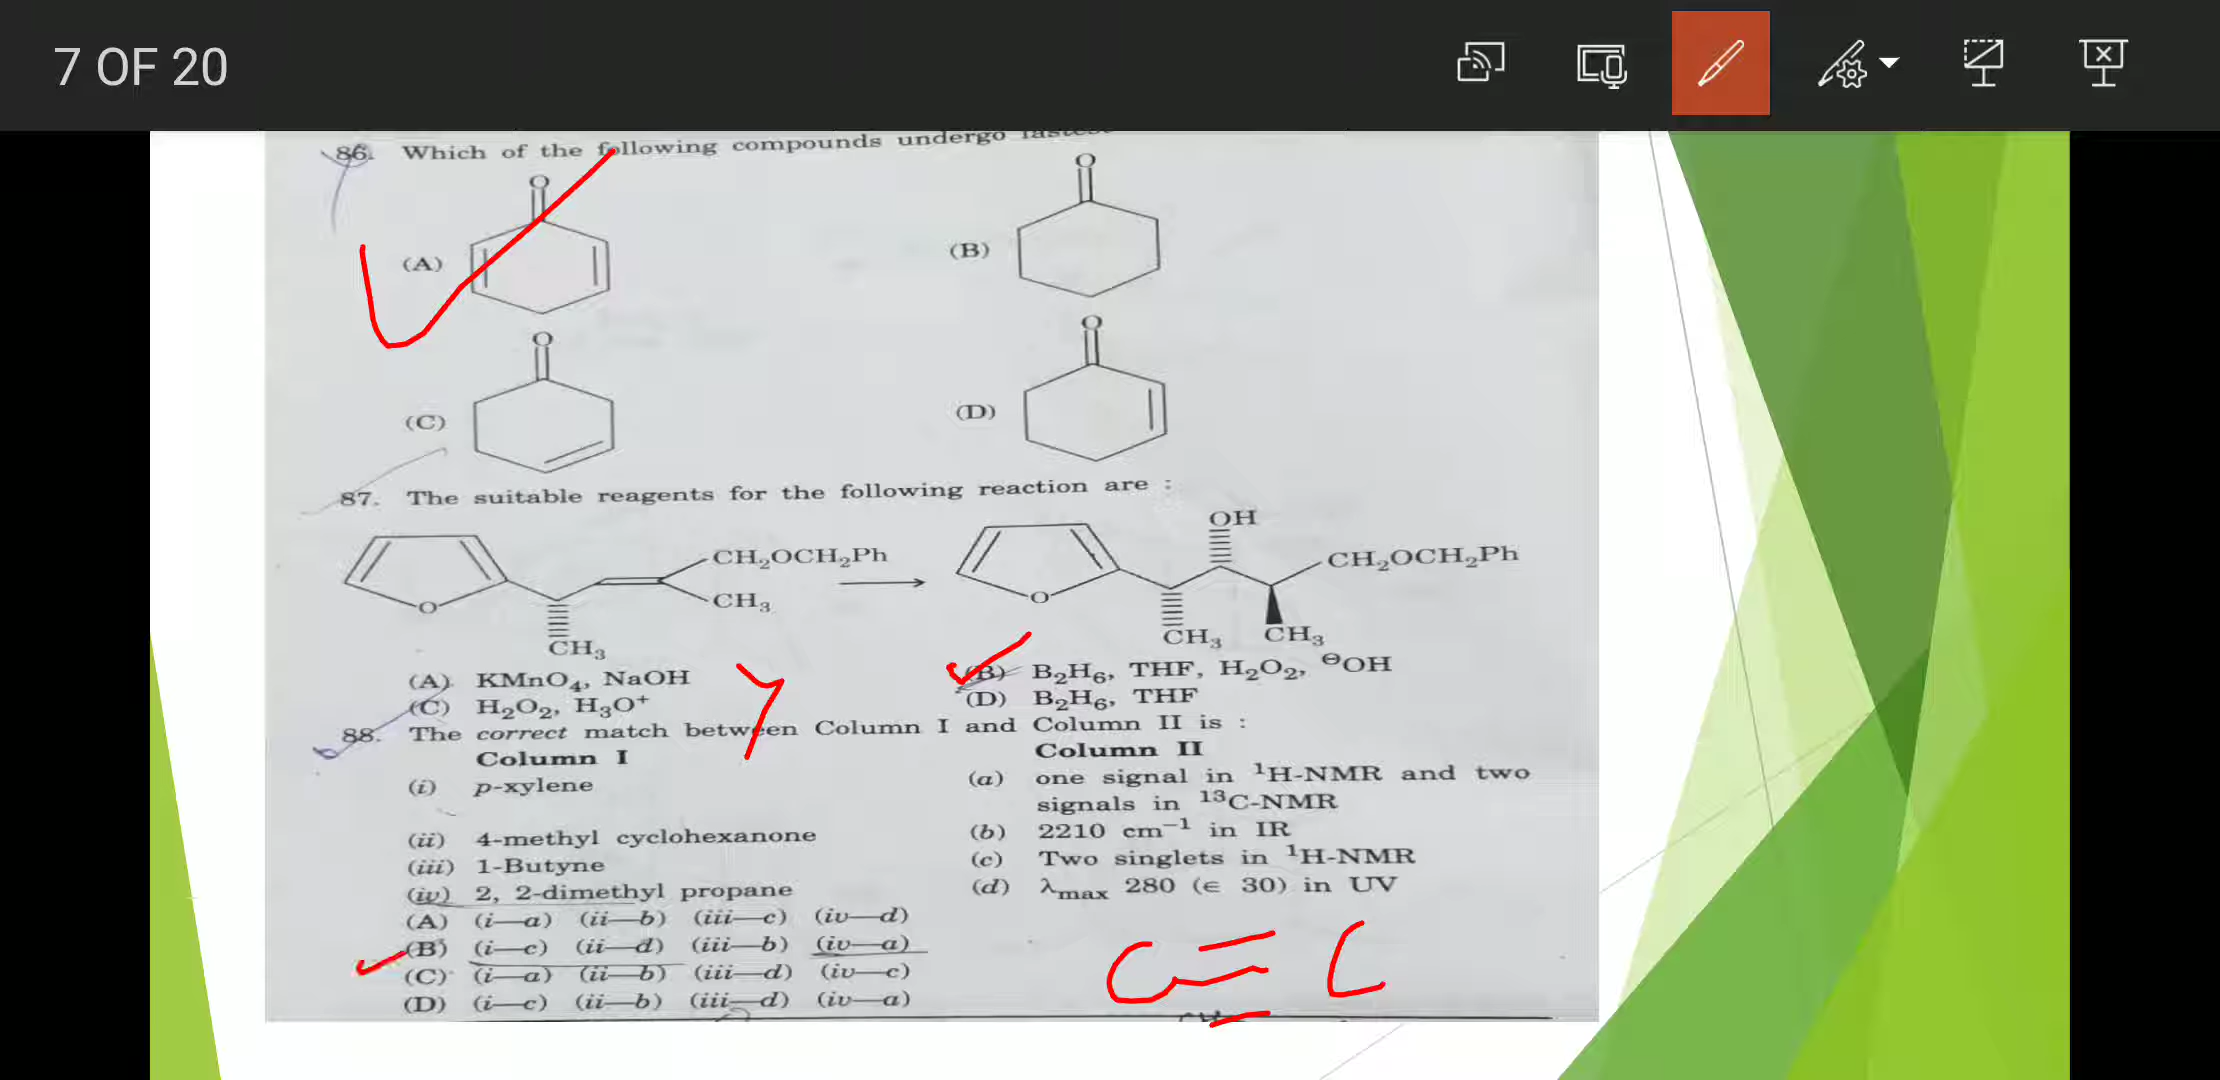 7 OF 20
86. Which of the following compounds undergo fastest
O
O
(A)
(B)
O
O
(C)
(D)
87. The suitable reagents for the following reaction are :
OH
CH₂OCH₂Ph
CH₂OCH₂Ph
O
CH₃
O
CH₃
CH₃ CH₃
(A) KMnO₄, NaOH
(B) B₂H₆, THF, H₂O₂, ⊖OH
(C) H₂O₂, H₃O⁺
(D) B₂H₆, THF
88. The correct match between Column I and Column II is :
Column I
Column II
(i) p-xylene
(a) one signal in ¹H-NMR and two
signals in ¹³C-NMR
(ii) 4-methyl cyclohexanone
(b) 2210 cm⁻¹ in IR
(iii) 1-Butyne
(c) Two singlets in ¹H-NMR
(iv) 2, 2-dimethyl propane
(d) λmax 280 (∈ 30) in UV
(A) (i—a) (ii—b) (iii—c) (iv—d)
(B) (i—c) (ii—d) (iii—b) (iv—a)
(C) (i—a) (ii—b) (iii—d) (iv—c)
(D) (i—c) (ii—b) (iii—d) (iv—a)
C≡C